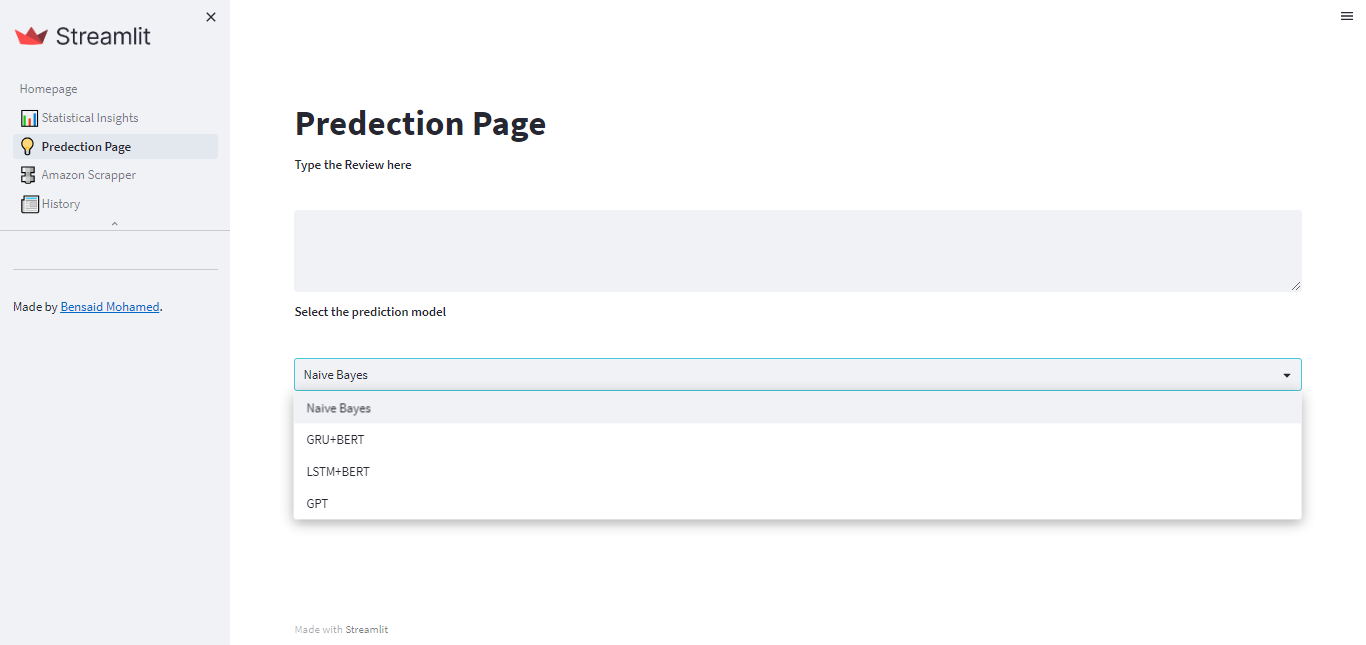 Streamlit
Homepage
Statistical Insights
Predection Page
Amazon Scrapper
History
Made by Bensaid Mohamed.
Predection Page
Type the Review here
Select the prediction model
Naive Bayes
Naive Bayes
GRU+BERT
LSTM+BERT
GPT
Made with Streamlit